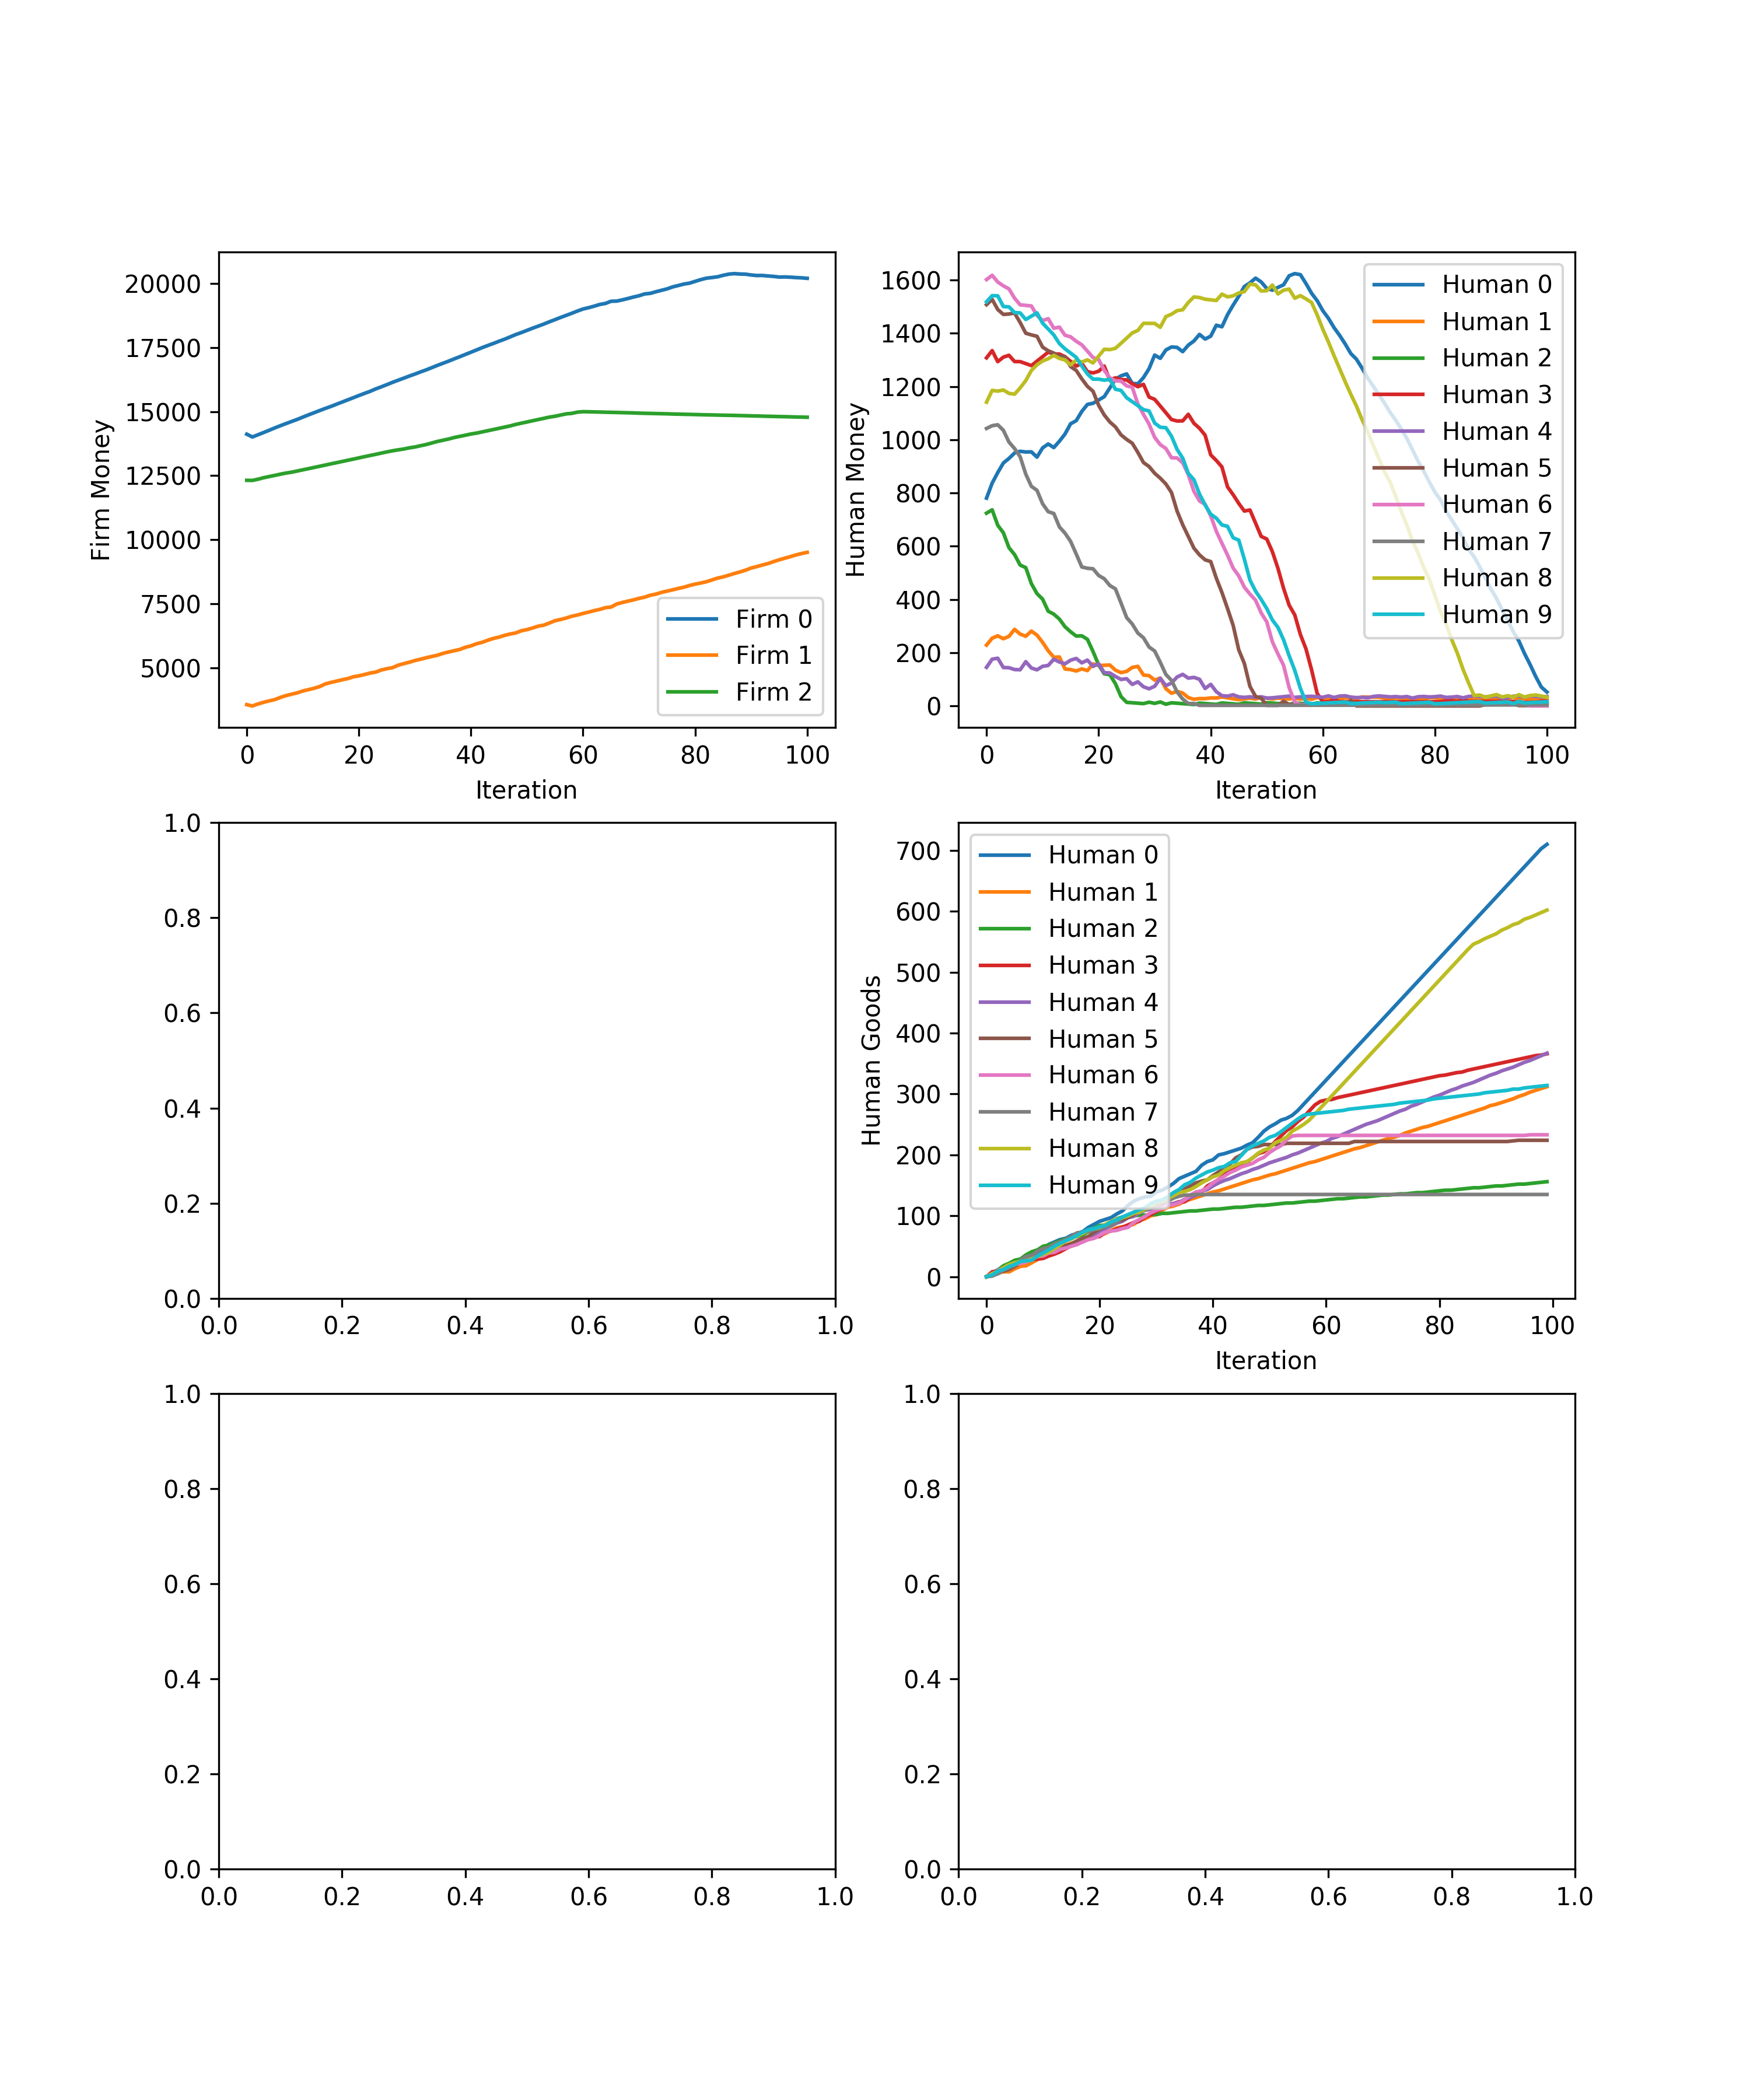 20000
17500
15000
12500
10000
7500
5000
Firm Money
Firm 0
Firm 1
Firm 2
0 20 40 60 80 100
Iteration
1600
1400
1200
1000
800
600
400
200
0
Human Money
Human 0
Human 1
Human 2
Human 3
Human 4
Human 5
Human 6
Human 7
Human 8
Human 9
0 20 40 60 80 100
Iteration
1.0
0.8
0.6
0.4
0.2
0.0
0.0 0.2 0.4 0.6 0.8 1.0
700
600
500
400
300
200
100
0
Human Goods
Human 0
Human 1
Human 2
Human 3
Human 4
Human 5
Human 6
Human 7
Human 8
Human 9
0 20 40 60 80 100
Iteration
1.0
0.8
0.6
0.4
0.2
0.0
0.0 0.2 0.4 0.6 0.8 1.0
1.0
0.8
0.6
0.4
0.2
0.0
0.0 0.2 0.4 0.6 0.8 1.0